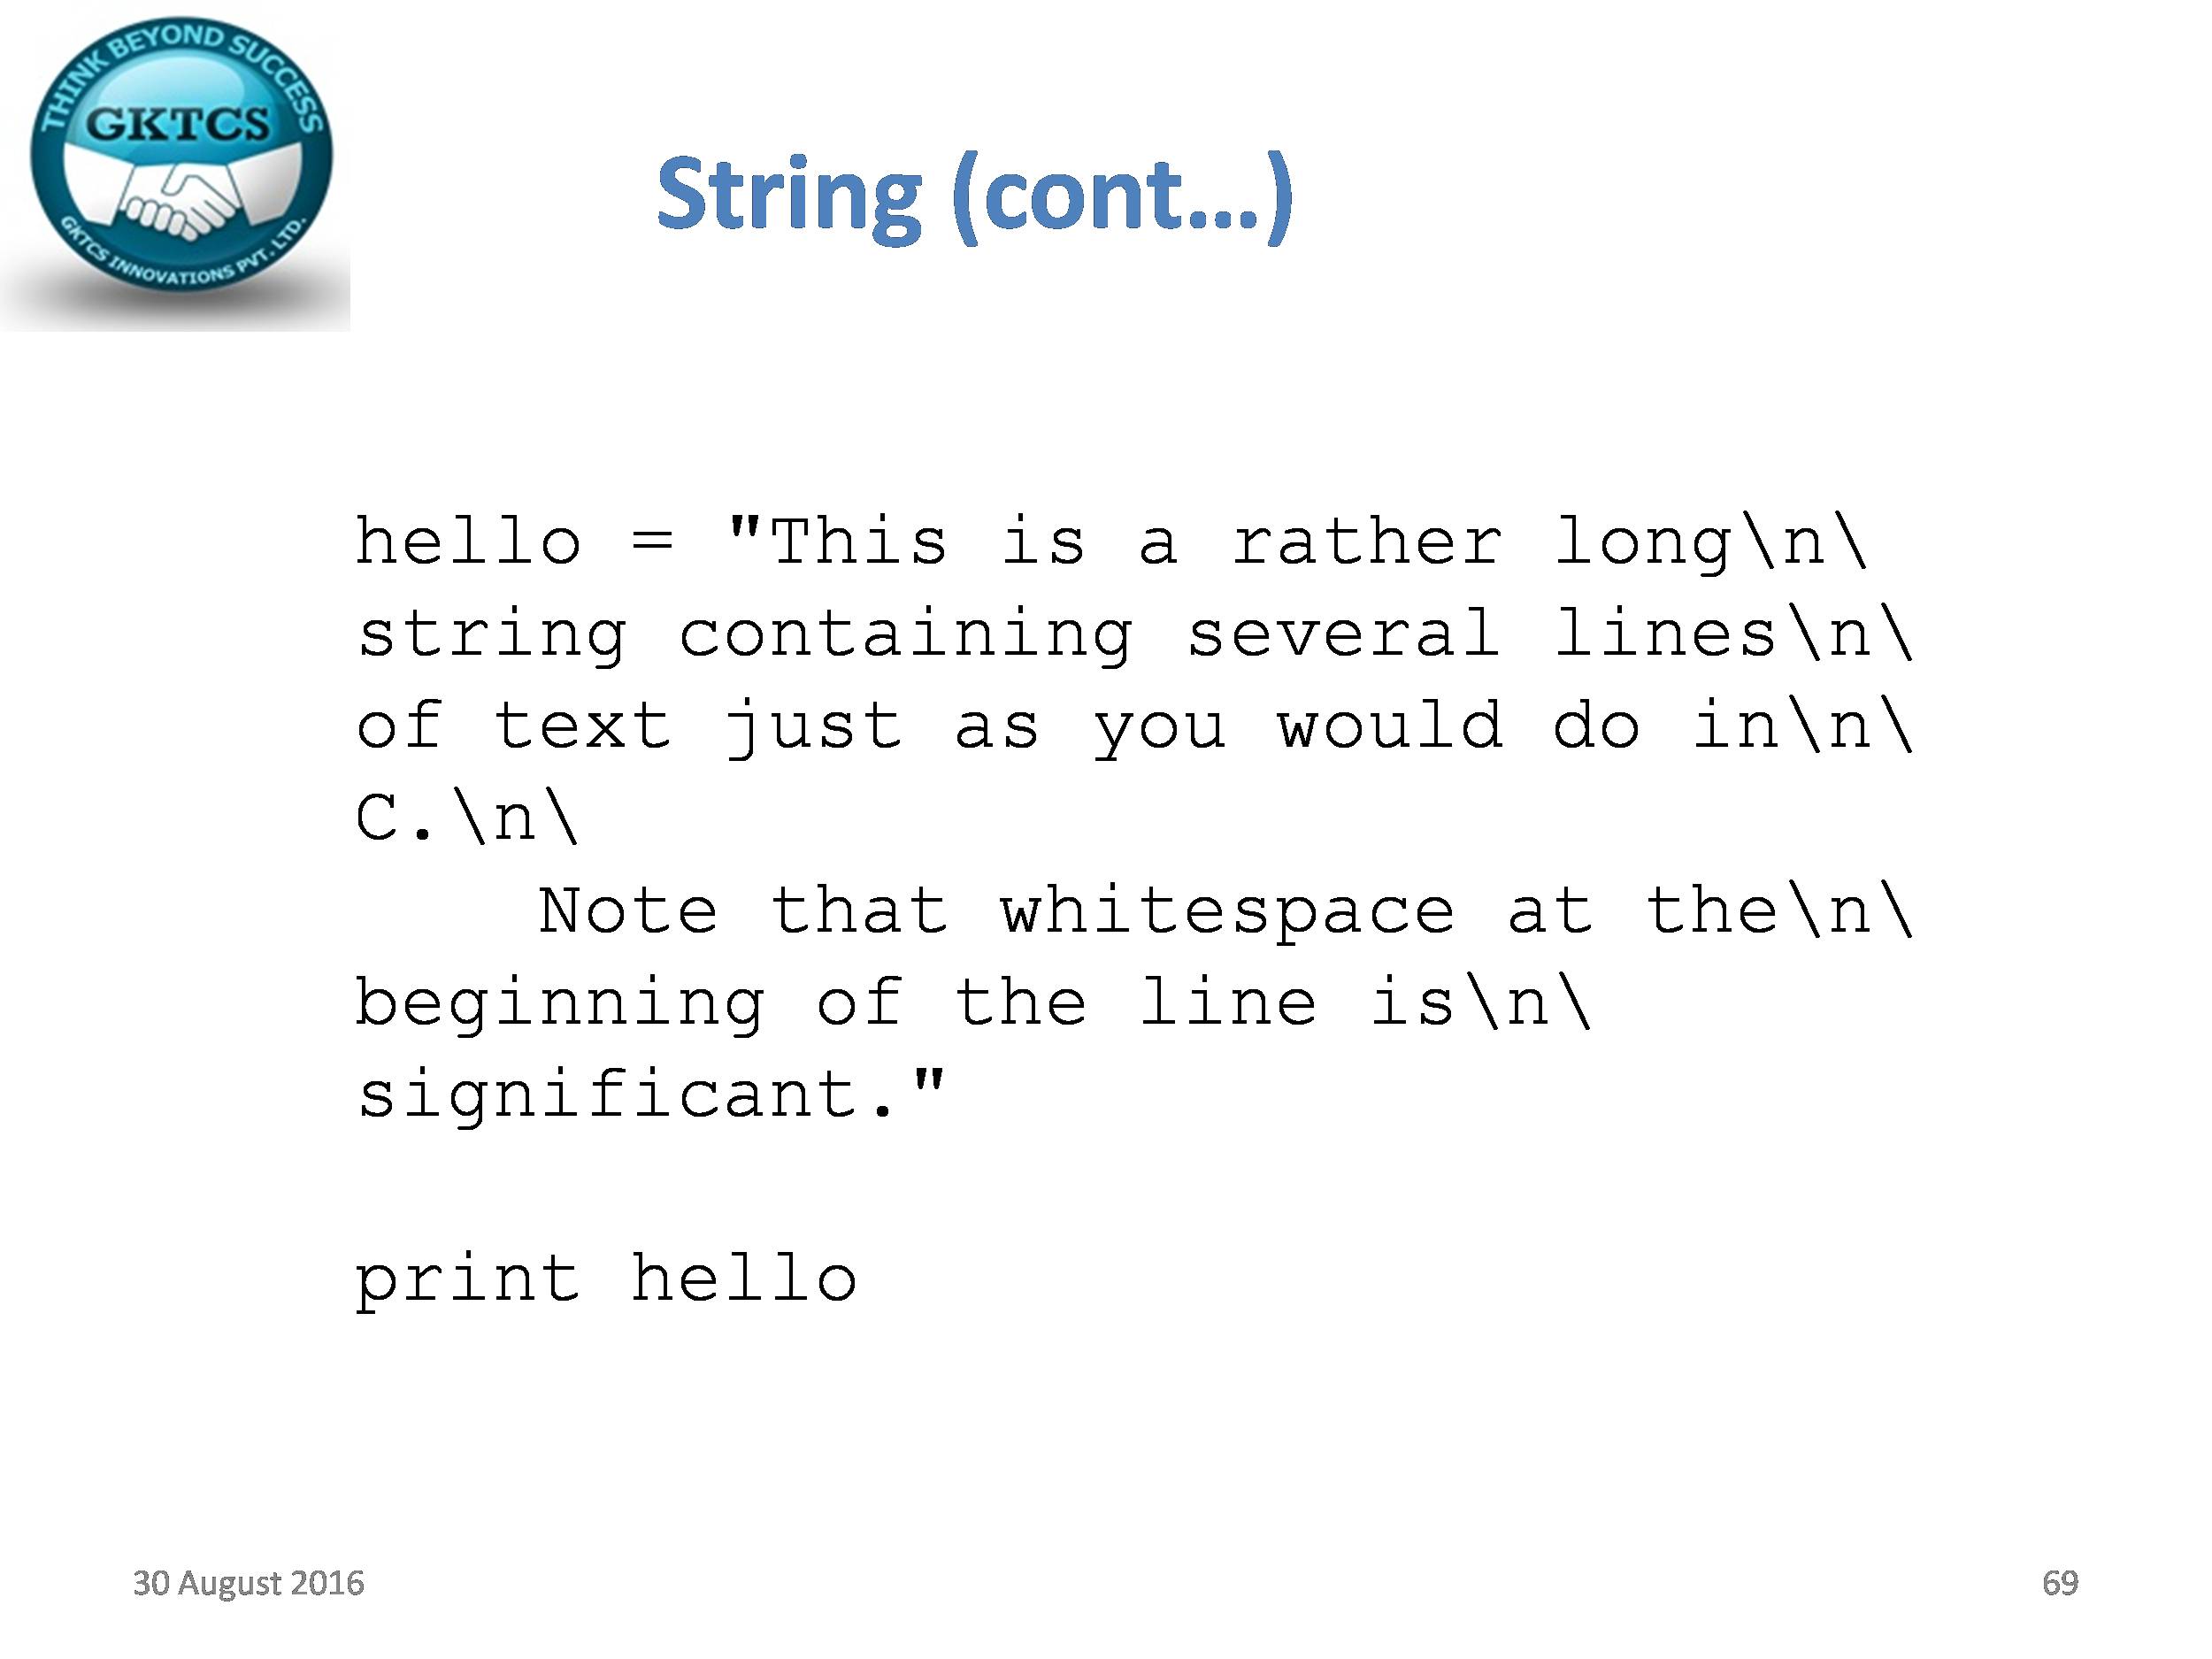 THINK BEYOND SUCCESS
GKTCS
GKTCS INNOVATIONS PVT. LTD.
String (cont...)
hello = "This is a rather long\n\
string containing several lines\n\
of text just as you would do in\n\
C.\n\
    Note that whitespace at the\n\
beginning of the line is\n\
significant."
print hello
30 August 2016
69